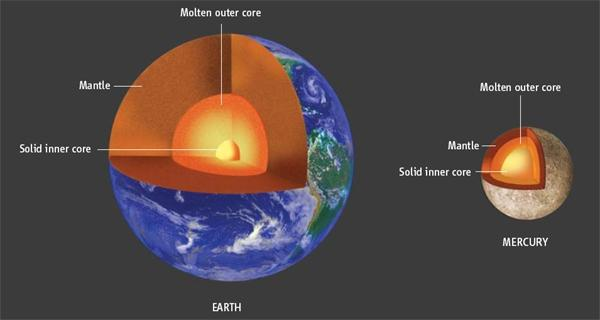 Molten outer core
Mantle
Solid inner core
EARTH
Molten outer core
Mantle
Solid inner core
MERCURY